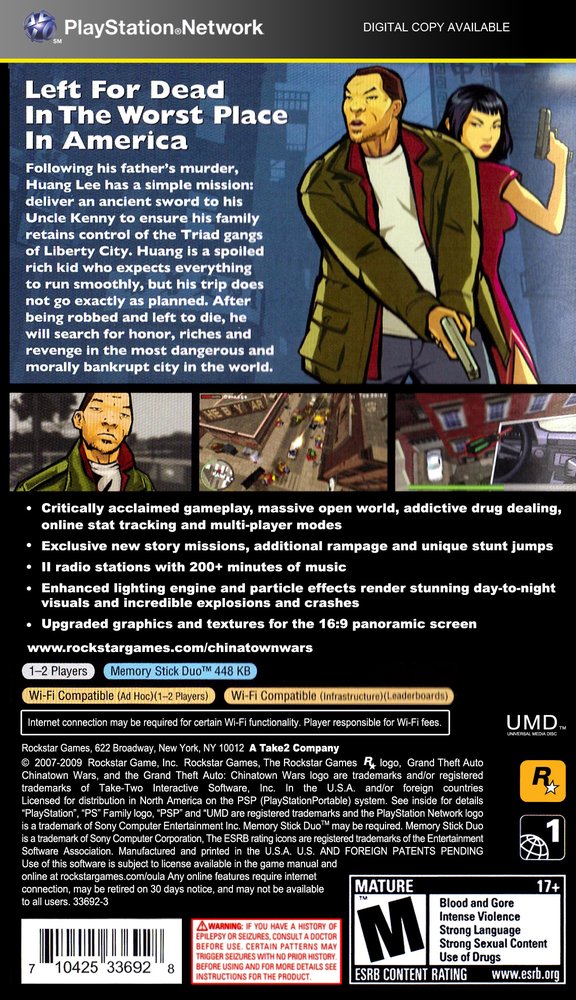 PlayStation®Network
SM
DIGITAL COPY AVAILABLE
Left For Dead
In The Worst Place
In America
Following his father's murder,
Huang Lee has a simple mission:
deliver an ancient sword to his
Uncle Kenny to ensure his family
retains control of the Triad gangs
of Liberty City. Huang is a spoiled
rich kid who expects everything
to run smoothly, but his trip does
not go exactly as planned. After
being robbed and left to die, he
will search for honor, riches and
revenge in the most dangerous and
morally bankrupt city in the world.
• Critically acclaimed gameplay, massive open world, addictive drug dealing,
online stat tracking and multi-player modes
• Exclusive new story missions, additional rampage and unique stunt jumps
• II radio stations with 200+ minutes of music
• Enhanced lighting engine and particle effects render stunning day-to-night
visuals and incredible explosions and crashes
• Upgraded graphics and textures for the 16:9 panoramic screen
www.rockstargames.com/chinatownwars
1–2 Players
Memory Stick Duo™ 448 KB
Wi-Fi Compatible (Ad Hoc)(1–2 Players)
Wi-Fi Compatible (Infrastructure)(Leaderboards)
Internet connection may be required for certain Wi-Fi functionality. Player responsible for Wi-Fi fees.
UMD™
UNIVERSAL MEDIA DISC
Rockstar Games, 622 Broadway, New York, NY 10012 A Take2 Company
© 2007-2009 Rockstar Game, Inc. Rockstar Games, The Rockstar Games R★ logo, Grand Theft Auto
Chinatown Wars, and the Grand Theft Auto: Chinatown Wars logo are trademarks and/or registered
trademarks of Take-Two Interactive Software, Inc. In the U.S.A. and/or foreign countries
Licensed for distribution in North America on the PSP (PlayStationPortable) system. See inside for details
"PlayStation", "PS" Family logo, "PSP" and "UMD are registered trademarks and the PlayStation Network logo
is a trademark of Sony Computer Entertainment Inc. Memory Stick Duo™ may be required. Memory Stick Duo
is a trademark of Sony Computer Corporation, The ESRB rating icons are registered trademarks of the Entertainment
Software Association. Manufactured and printed in the U.S.A. U.S. AND FOREIGN PATENTS PENDING
Use of this software is subject to license available in the game manual and
online at rockstargames.com/oula Any online features require internet
connection, may be retired on 30 days notice, and may not be available
to all users. 33692-3
R★
1
7 10425 33692 8
WARNING: IF YOU HAVE A HISTORY OF
EPILEPSY OR SEIZURES, CONSULT A DOCTOR
BEFORE USE. CERTAIN PATTERNS MAY
TRIGGER SEIZURES WITH NO PRIOR HISTORY.
BEFORE USING AND FOR MORE DETAILS SEE
INSTRUCTIONS FOR THE PRODUCT.
MATURE 17+
M
™
Blood and Gore
Intense Violence
Strong Language
Strong Sexual Content
Use of Drugs
ESRB CONTENT RATING www.esrb.org